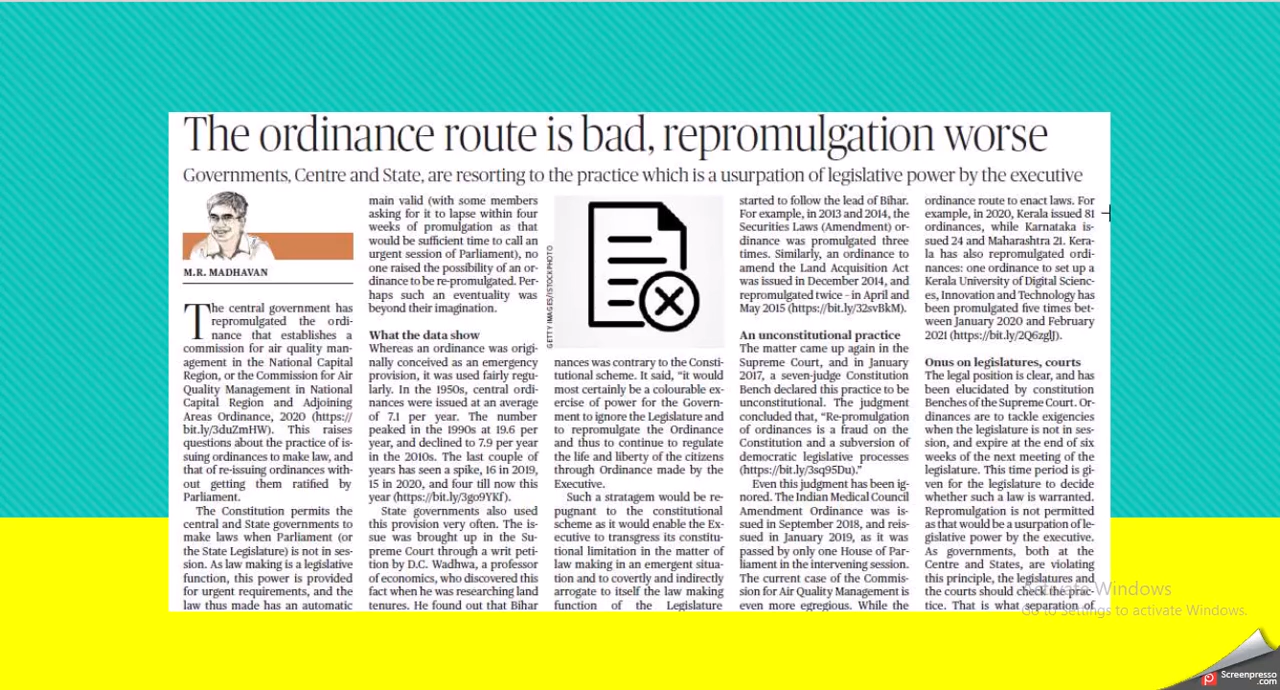 The ordinance route is bad, repromulgation worse
Governments, Centre and State, are resorting to the practice which is a usurpation of legislative power by the executive
M.R. MADHAVAN
The central government has
repromulgated the ordi-
nance that establishes a
commission for air quality man-
agement in the National Capital
Region, or the Commission for Air
Quality Management in National
Capital Region and Adjoining
Areas Ordinance, 2020 (https://
bit.ly/3duZmHW). This raises
questions about the practice of is-
suing ordinances to make law, and
that of re-issuing ordinances with-
out getting them ratified by
Parliament.
The Constitution permits the
central and State governments to
make laws when Parliament (or
the State Legislature) is not in ses-
sion. As law making is a legislative
function, this power is provided
for urgent requirements, and the
law thus made has an automatic
main valid (with some members
asking for it to lapse within four
weeks of promulgation as that
would be sufficient time to call an
urgent session of Parliament), no
one raised the possibility of an or-
dinance to be re-promulgated. Per-
haps such an eventuality was
beyond their imagination.
What the data show
Whereas an ordinance was origi-
nally conceived as an emergency
provision, it was used fairly regu-
larly. In the 1950s, central ordi-
nances were issued at an average
of 7.1 per year. The number
peaked in the 1990s at 19.6 per
year, and declined to 7.9 per year
in the 2010s. The last couple of
years has seen a spike, 16 in 2019,
15 in 2020, and four till now this
year (https://bit.ly/3go9YKf).
State governments also used
this provision very often. The is-
sue was brought up in the Su-
preme Court through a writ peti-
tion by D.C. Wadhwa, a professor
of economics, who discovered this
fact when he was researching land
tenures. He found out that Bihar
GETTY IMAGES/ISTOCKPHOTO
nances was contrary to the Consti-
tutional scheme. It said, “it would
most certainly be a colourable ex-
ercise of power for the Govern-
ment to ignore the Legislature and
to repromulgate the Ordinance
and thus to continue to regulate
the life and liberty of the citizens
through Ordinance made by the
Executive.
Such a stratagem would be re-
pugnant to the constitutional
scheme as it would enable the Ex-
ecutive to transgress its constitu-
tional limitation in the matter of
law making in an emergent situa-
tion and to covertly and indirectly
arrogate to itself the law making
function of the Legislature
started to follow the lead of Bihar.
For example, in 2013 and 2014, the
Securities Laws (Amendment) or-
dinance was promulgated three
times. Similarly, an ordinance to
amend the Land Acquisition Act
was issued in December 2014, and
repromulgated twice – in April and
May 2015 (https://bit.ly/32svBkM).
An unconstitutional practice
The matter came up again in the
Supreme Court, and in January
2017, a seven-judge Constitution
Bench declared this practice to be
unconstitutional. The judgment
concluded that, “Re-promulgation
of ordinances is a fraud on the
Constitution and a subversion of
democratic legislative processes
(https://bit.ly/3sq95Du).”
Even this judgment has been ig-
nored. The Indian Medical Council
Amendment Ordinance was is-
sued in September 2018, and reis-
sued in January 2019, as it was
passed by only one House of Par-
liament in the intervening session.
The current case of the Commis-
sion for Air Quality Management is
even more egregious. While the
ordinance route to enact laws. For
example, in 2020, Kerala issued 81
ordinances, while Karnataka is-
sued 24 and Maharashtra 21. Kera-
la has also repromulgated ordi-
nances: one ordinance to set up a
Kerala University of Digital Scienc-
es, Innovation and Technology has
been promulgated five times bet-
ween January 2020 and February
2021 (https://bit.ly/2Q6zglJ).
Onus on legislatures, courts
The legal position is clear, and has
been elucidated by constitution
Benches of the Supreme Court. Or-
dinances are to tackle exigencies
when the legislature is not in ses-
sion, and expire at the end of six
weeks of the next meeting of the
legislature. This time period is gi-
ven for the legislature to decide
whether such a law is warranted.
Repromulgation is not permitted
as that would be a usurpation of le-
gislative power by the executive.
As governments, both at the
Centre and States, are violating
this principle, the legislatures and
the courts should check the prac-
tice. That is what separation of
Activate Windows
Go to Settings to activate Windows.
Screenpresso
.com